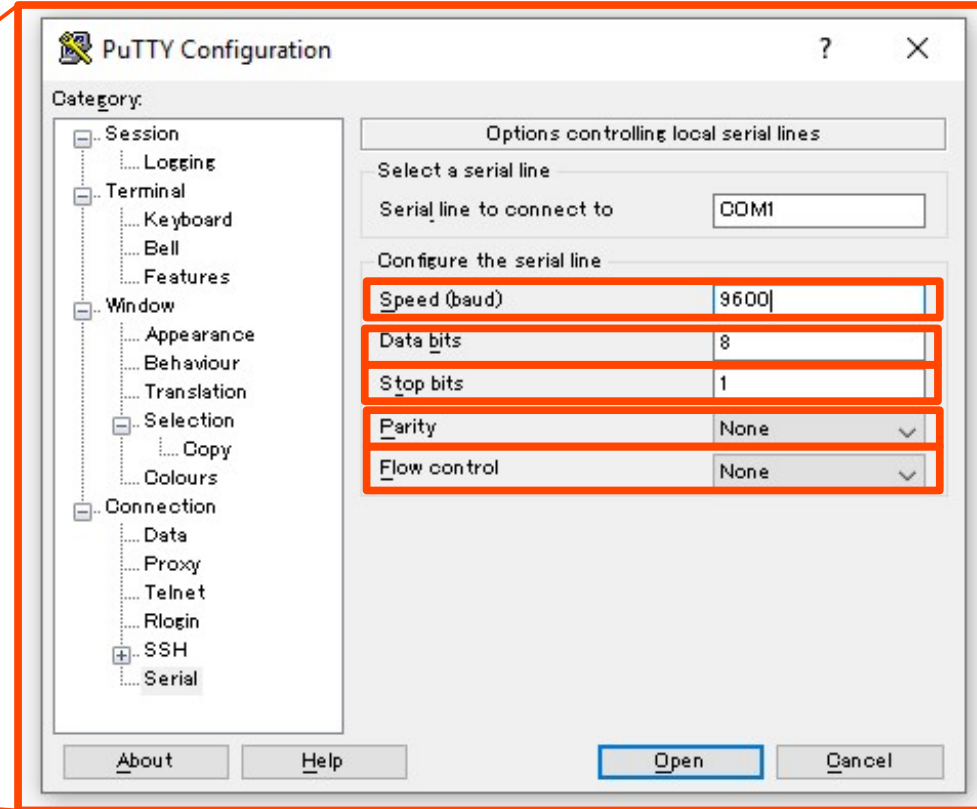 PuTTY Configuration
?
Category:
Session
Logging
Terminal
Keyboard
Bell
Features
Window
Appearance
Behaviour
Translation
Selection
Copy
Colours
Connection
Data
Proxy
Telnet
Rlogin
SSH
Serial
Options controlling local serial lines
Select a serial line
Serial line to connect to COM1
Configure the serial line
Speed (baud) 9600
Data bits 8
Stop bits 1
Parity None
Flow control None
About Help Open Cancel